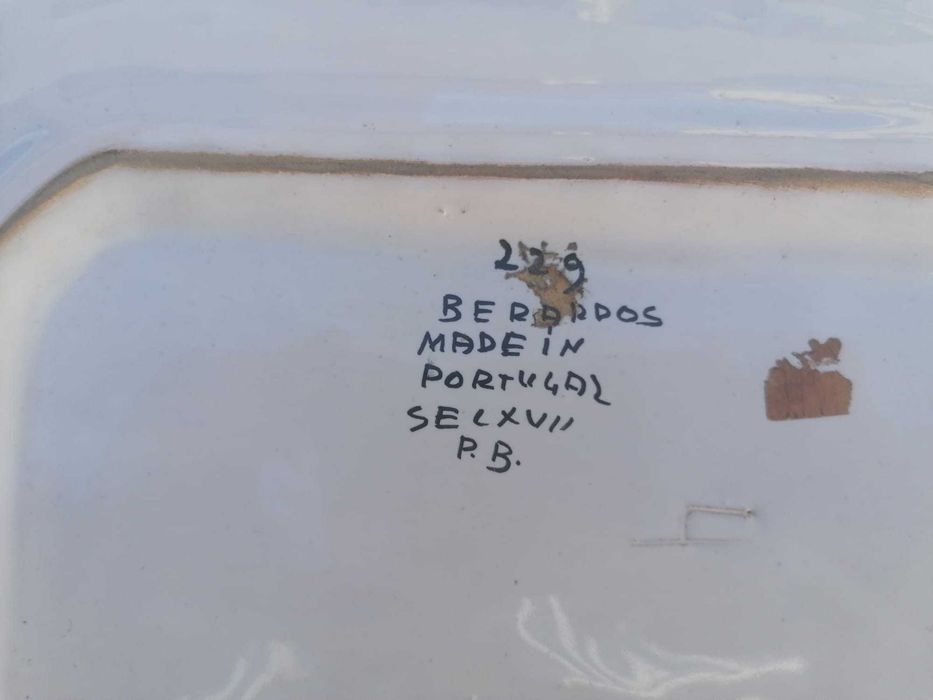 229
BERARDOS
MADE IN
PORTUGAL
SECXVII
P.B.